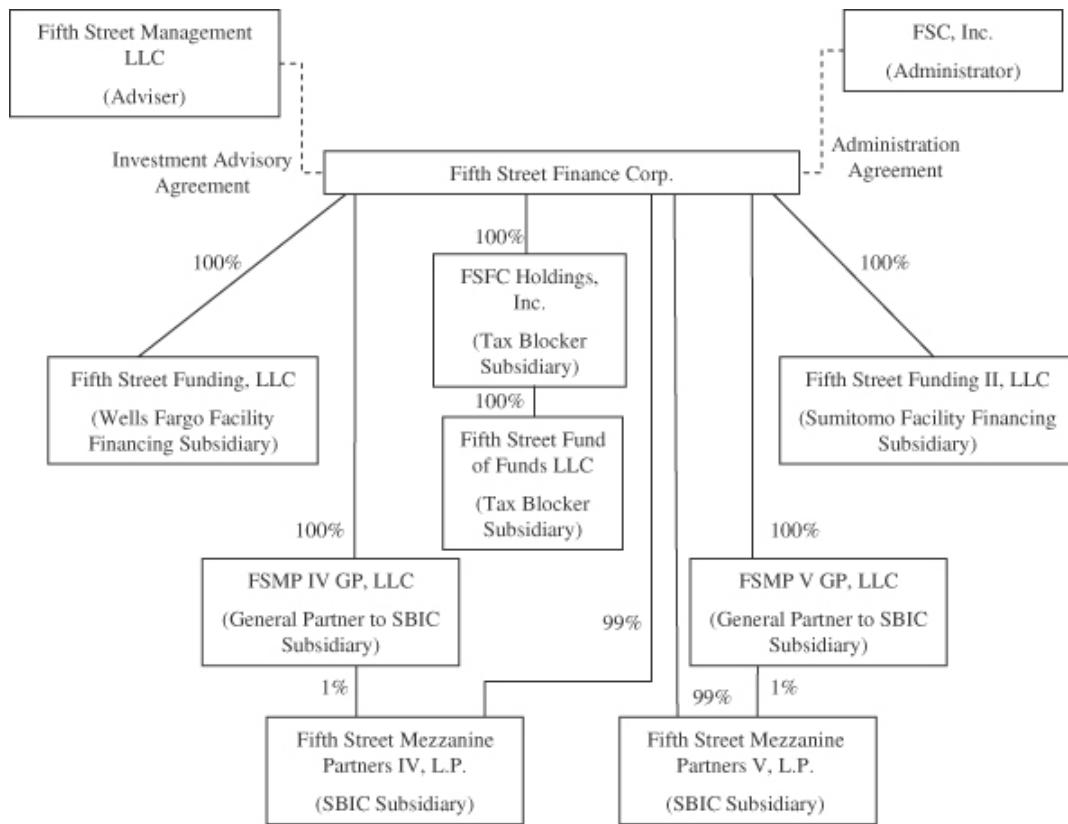 Fifth Street Management
LLC
(Adviser)
FSC, Inc.
(Administrator)
Investment Advisory
Agreement
Administration
Agreement
Fifth Street Finance Corp.
100%
100%
100%
FSFC Holdings,
Inc.
(Tax Blocker
Subsidiary)
Fifth Street Funding, LLC
(Wells Fargo Facility
Financing Subsidiary)
100%
Fifth Street Fund
of Funds LLC
(Tax Blocker
Subsidiary)
Fifth Street Funding II, LLC
(Sumitomo Facility Financing
Subsidiary)
100%
100%
FSMP IV GP, LLC
(General Partner to SBIC
Subsidiary)
99%
FSMP V GP, LLC
(General Partner to SBIC
Subsidiary)
1%
99%
1%
Fifth Street Mezzanine
Partners IV, L.P.
(SBIC Subsidiary)
Fifth Street Mezzanine
Partners V, L.P.
(SBIC Subsidiary)